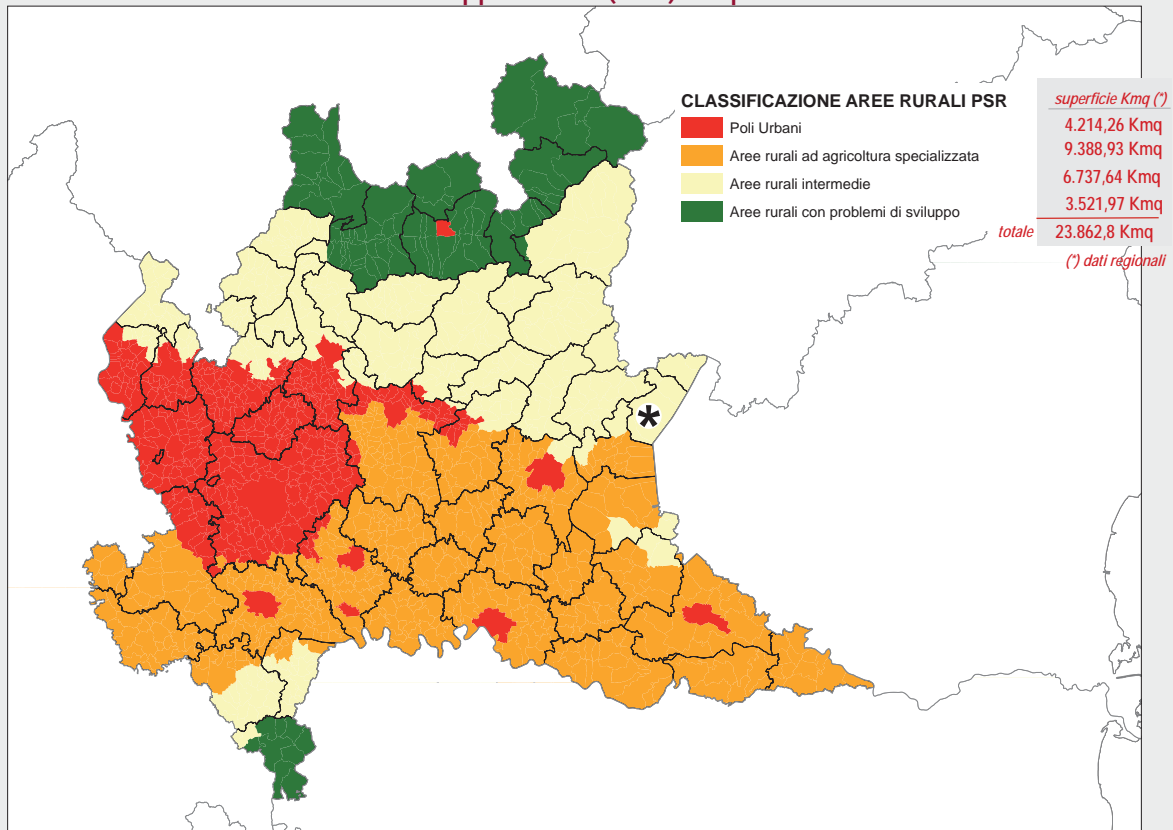 CLASSIFICAZIONE AREE RURALI PSR
superficie Kmq (*)
Poli Urbani
4.214,26 Kmq
Aree rurali ad agricoltura specializzata
9.388,93 Kmq
Aree rurali intermedie
6.737,64 Kmq
Aree rurali con problemi di sviluppo
3.521,97 Kmq
totale 23.862,8 Kmq
(*) dati regionali
*